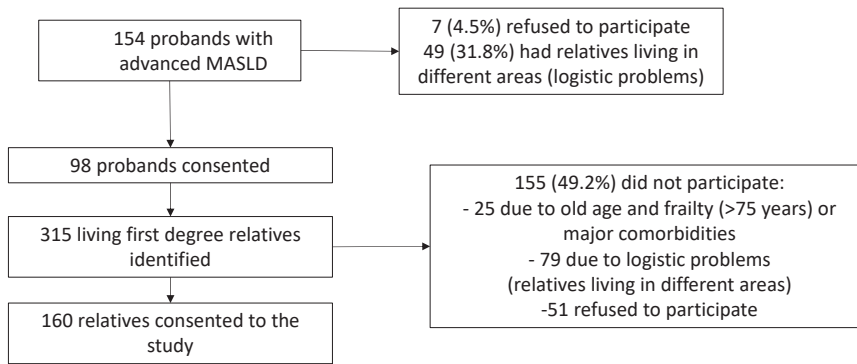 154 probands with
advanced MASLD
7 (4.5%) refused to participate
49 (31.8%) had relatives living in
different areas (logistic problems)
98 probands consented
315 living first degree relatives
identified
155 (49.2%) did not participate:
- 25 due to old age and frailty (>75 years) or
major comorbidities
- 79 due to logistic problems
(relatives living in different areas)
-51 refused to participate
160 relatives consented to the
study